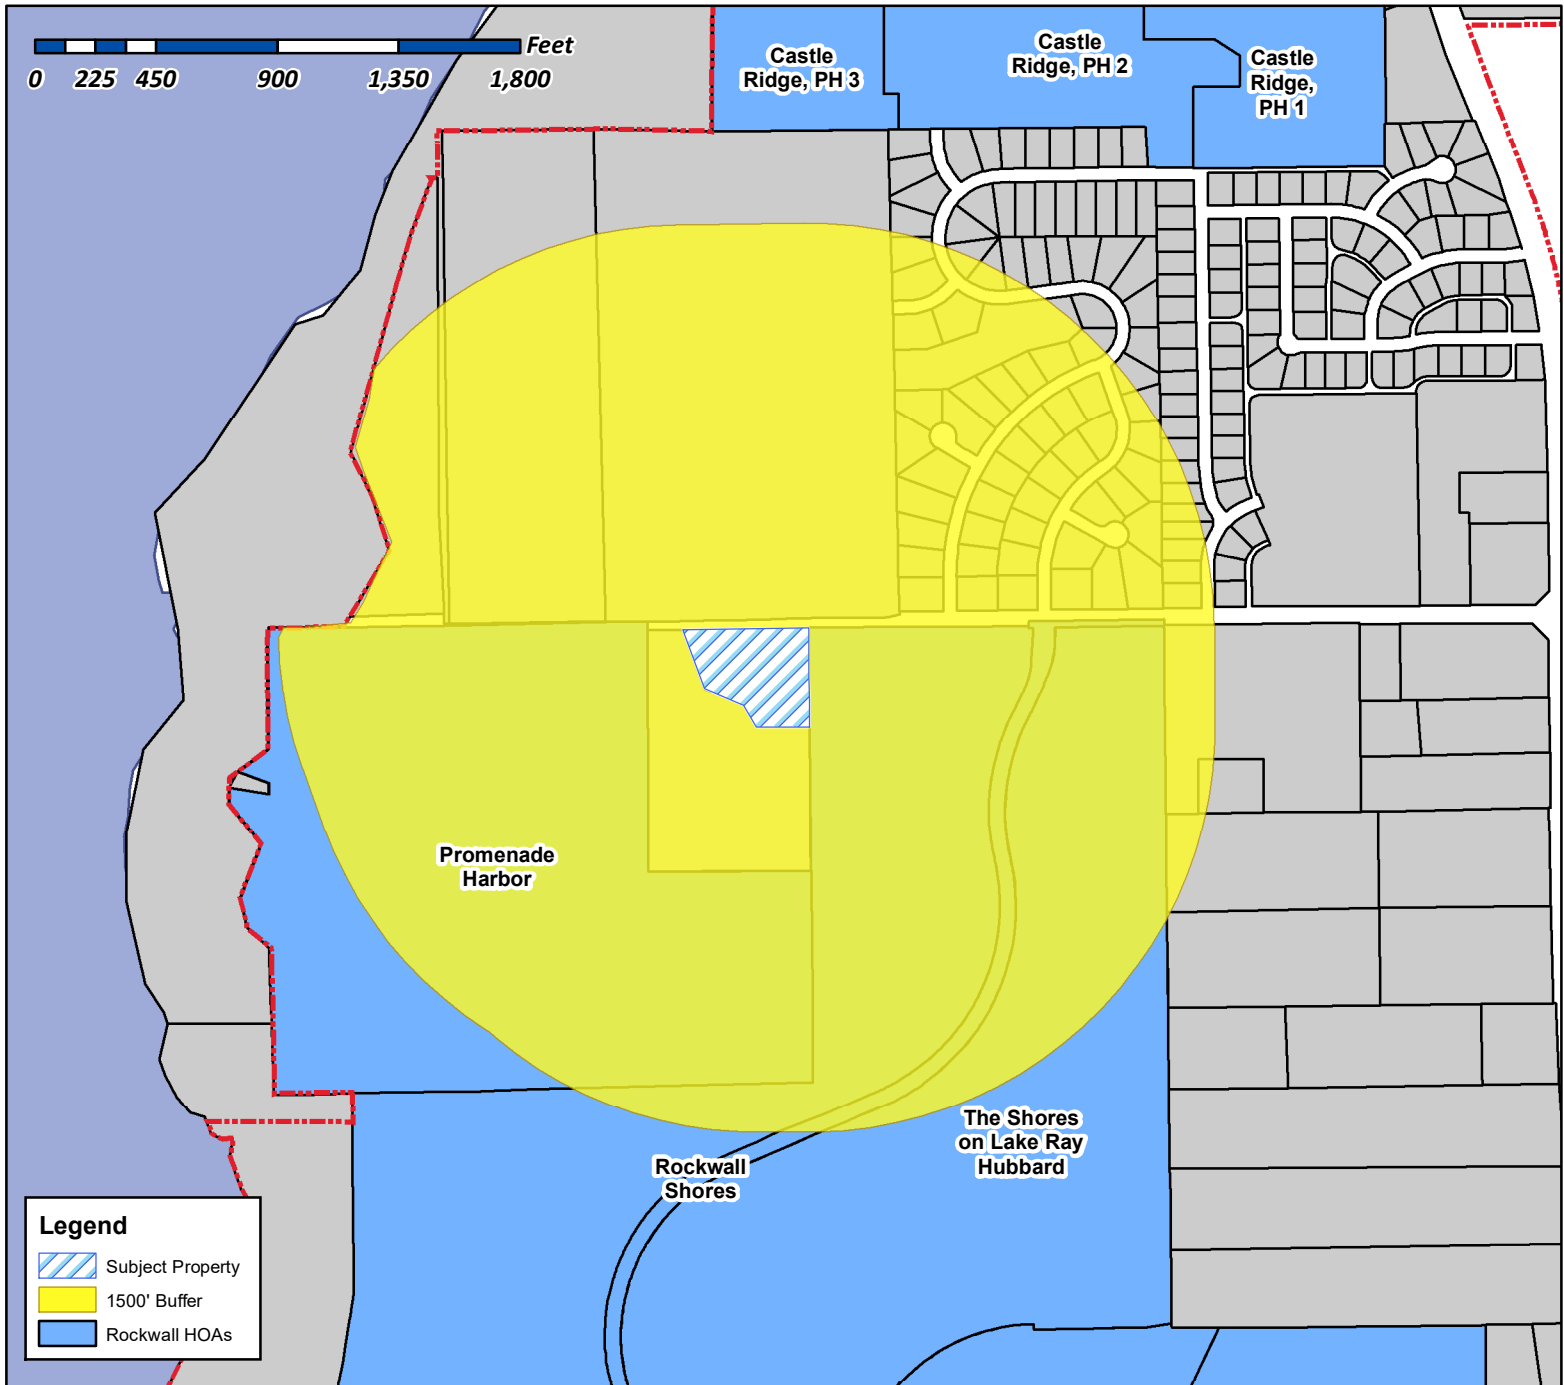 Feet
0 225 450 900 1,350 1,800
Castle
Ridge, PH 3
Castle
Ridge, PH 2
Castle
Ridge,
PH 1
Promenade
Harbor
The Shores
on Lake Ray
Hubbard
Rockwall
Shores
Legend
Subject Property
1500' Buffer
Rockwall HOAs